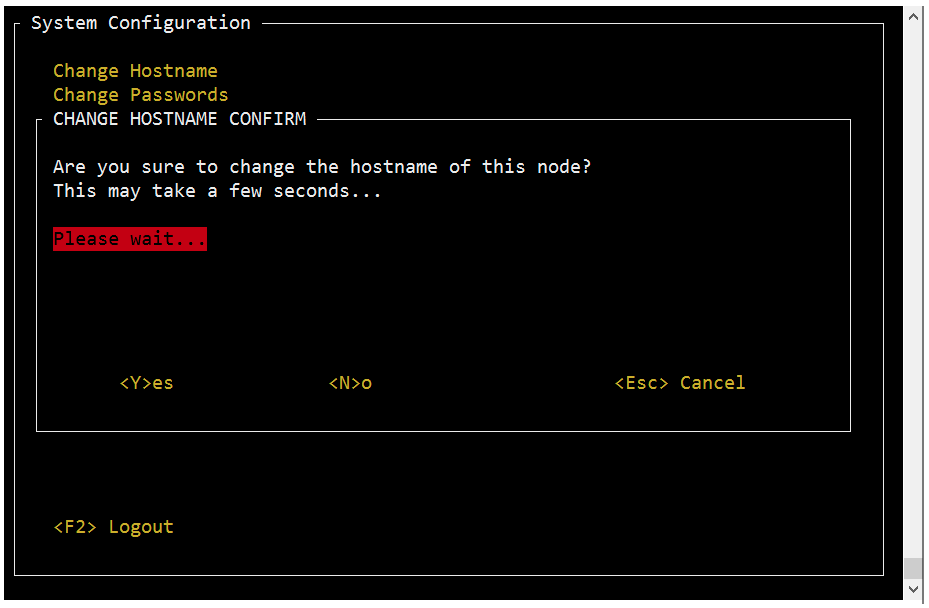 System Configuration
Change Hostname
Change Passwords
CHANGE HOSTNAME CONFIRM
Are you sure to change the hostname of this node?
This may take a few seconds...
Please wait...
<Y>es <N>o <Esc> Cancel
<F2> Logout